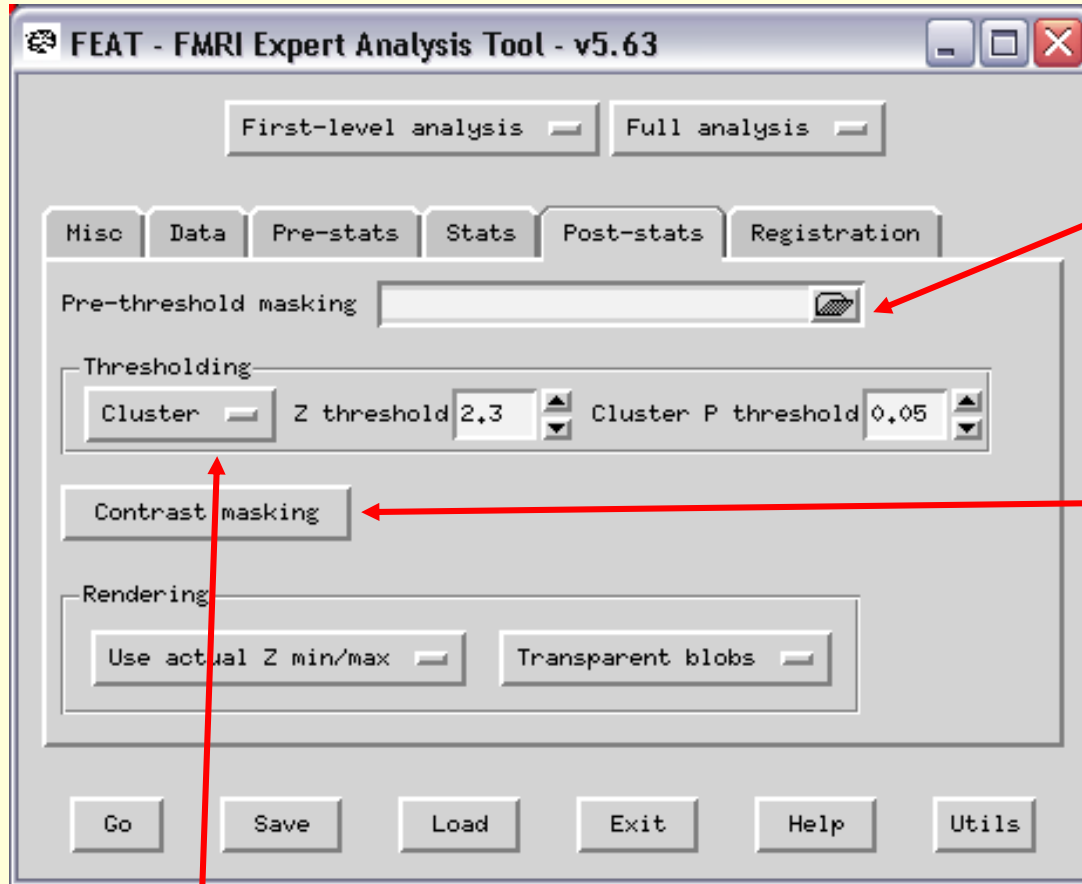 FEAT - FMRI Expert Analysis Tool - v5.63
First-level analysis Full analysis
Misc Data Pre-stats Stats Post-stats Registration
Pre-threshold masking
Thresholding
Cluster Z threshold 2.3 Cluster P threshold 0.05
Contrast masking
Rendering
Use actual Z min/max Transparent blobs
Go Save Load Exit Help Utils